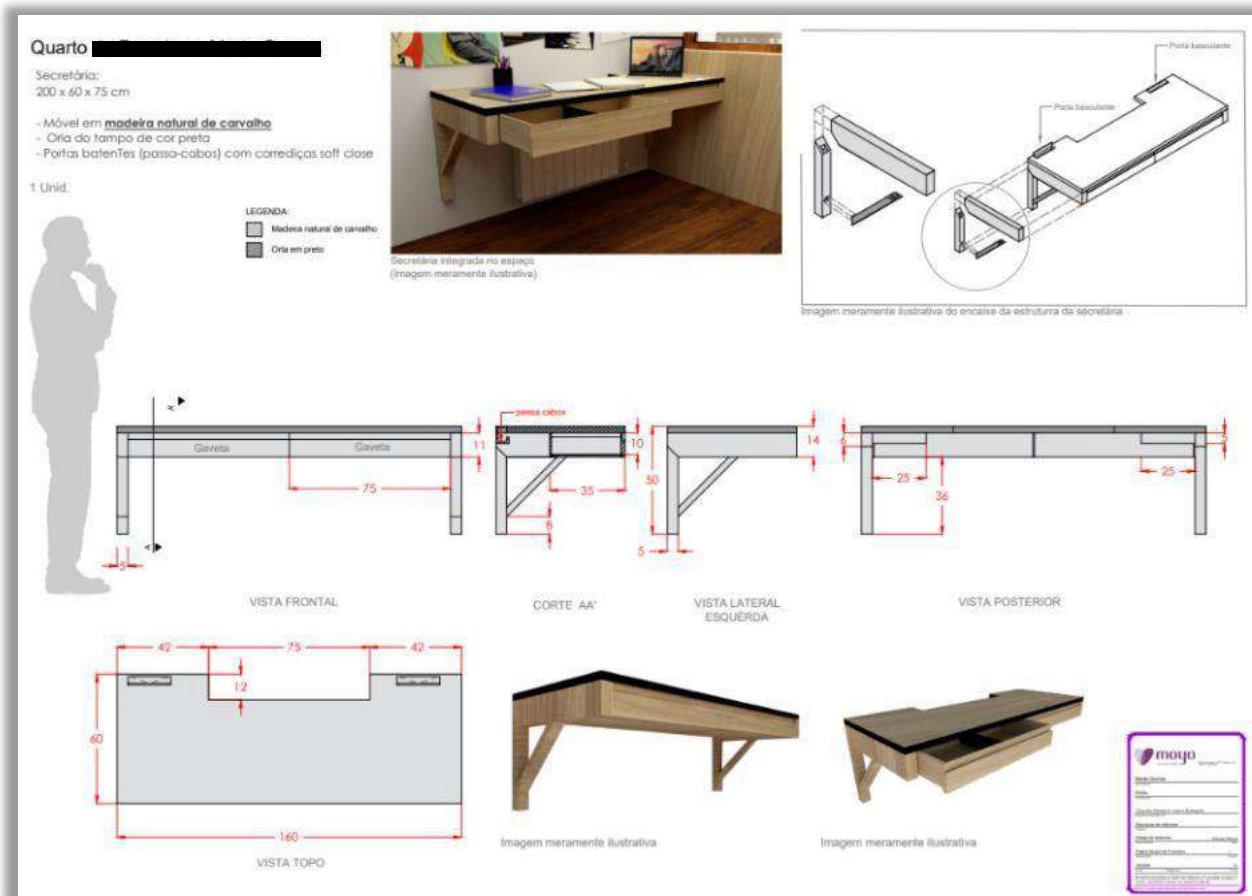 Quarto
Secretária:
200 x 60 x 75 cm
- Móvel em madeira natural de carvalho
- Orla do tampo de cor preta
- Portas batenTes (passa-cabos) com corrediças soft close
1 Unid.
LEGENDA:
Madeira natural de carvalho
Orla em preto
Secretária integrada no espaço
(Imagem meramente ilustrativa)
Porta basculante
Porta basculante
Imagem meramente ilustrativa do encaixe da estruturra da secretária
A
Gaveta
Gaveta
11
75
A
5
VISTA FRONTAL
passa cabos
10
35
8
CORTE AA'
14
50
5
VISTA LATERAL
ESQUERDA
6
5
25
25
36
VISTA POSTERIOR
42
75
42
12
60
160
VISTA TOPO
Imagem meramente ilustrativa
Imagem meramente ilustrativa
moyo